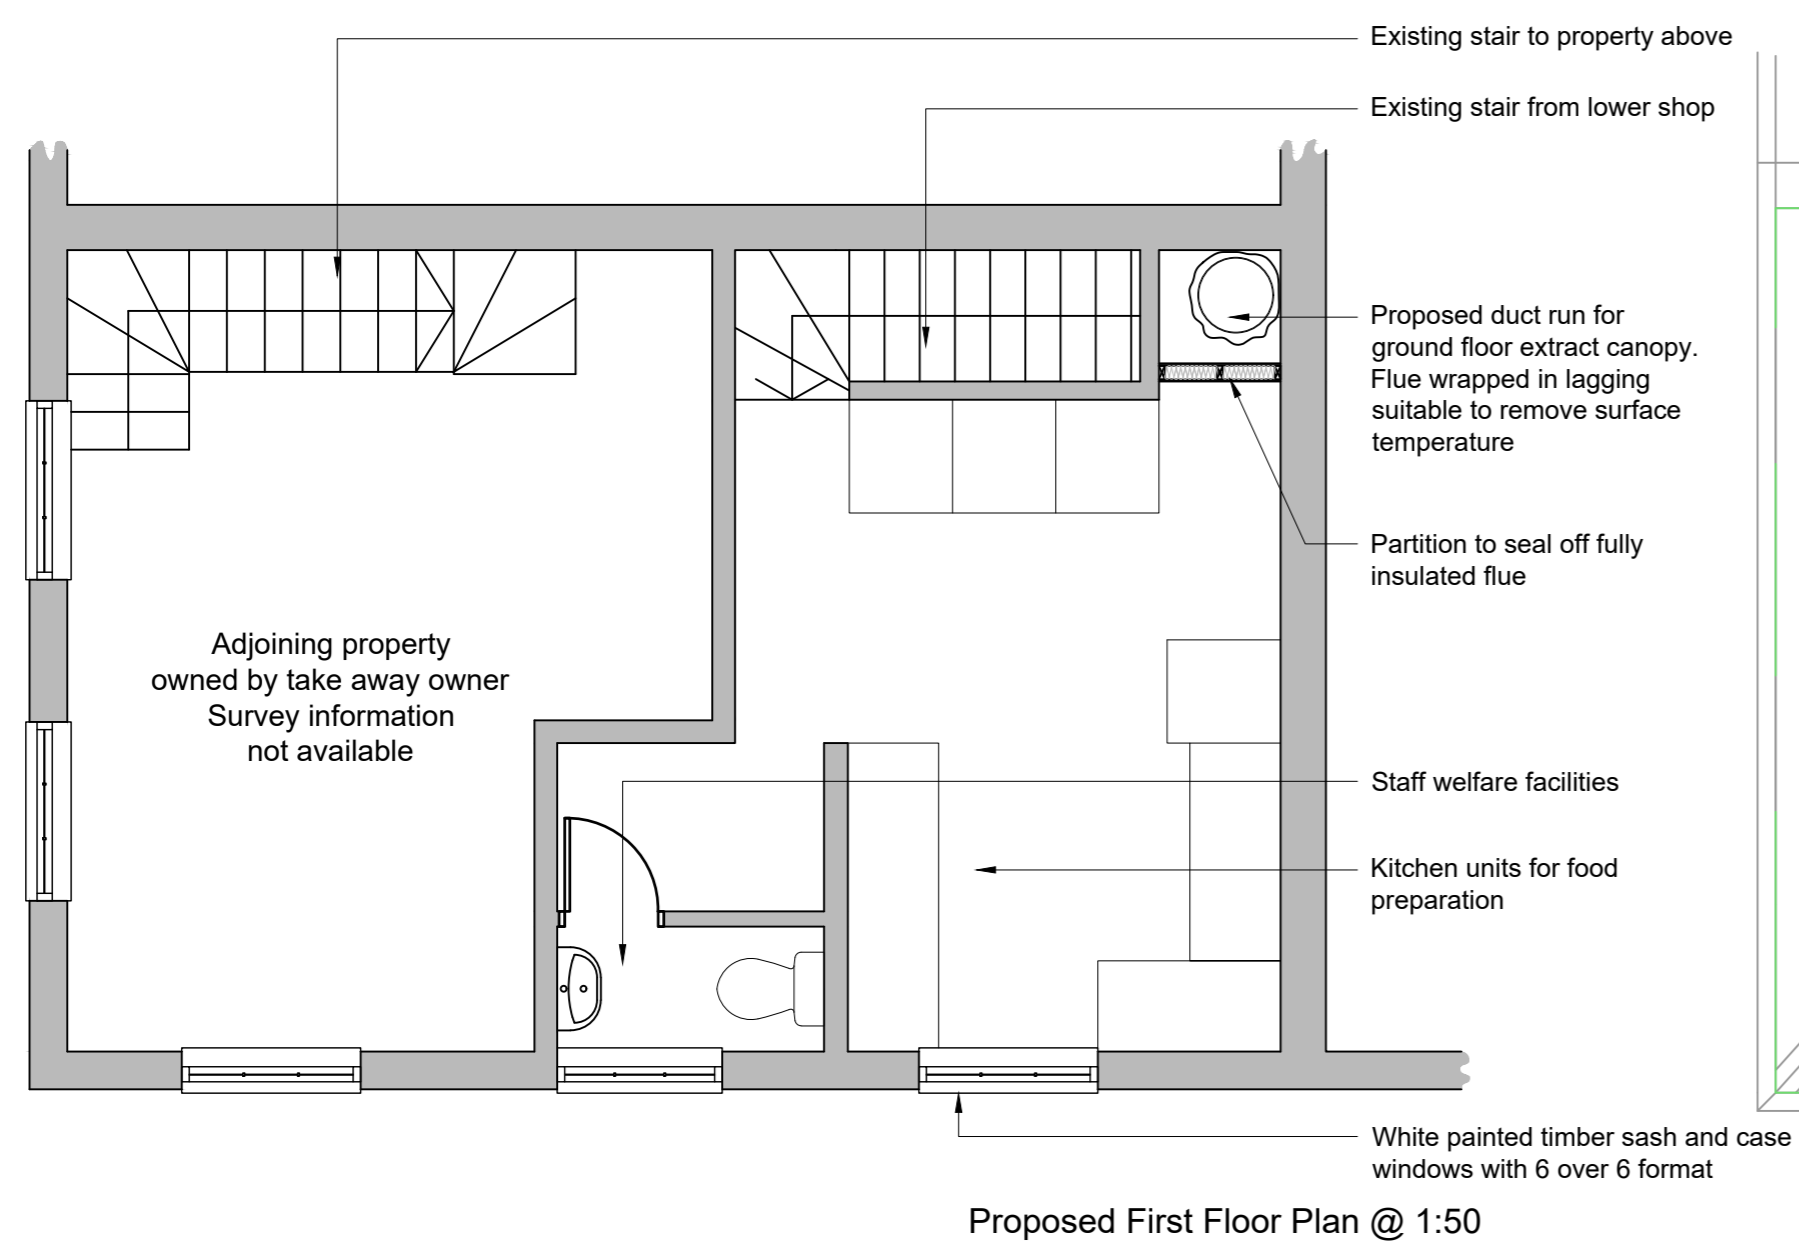 Existing stair to property above
Existing stair from lower shop
Proposed duct run for
ground floor extract canopy.
Flue wrapped in lagging
suitable to remove surface
temperature
Partition to seal off fully
insulated flue
Adjoining property
owned by take away owner
Survey information
not available
Staff welfare facilities
Kitchen units for food
preparation
White painted timber sash and case
windows with 6 over 6 format
Proposed First Floor Plan @ 1:50